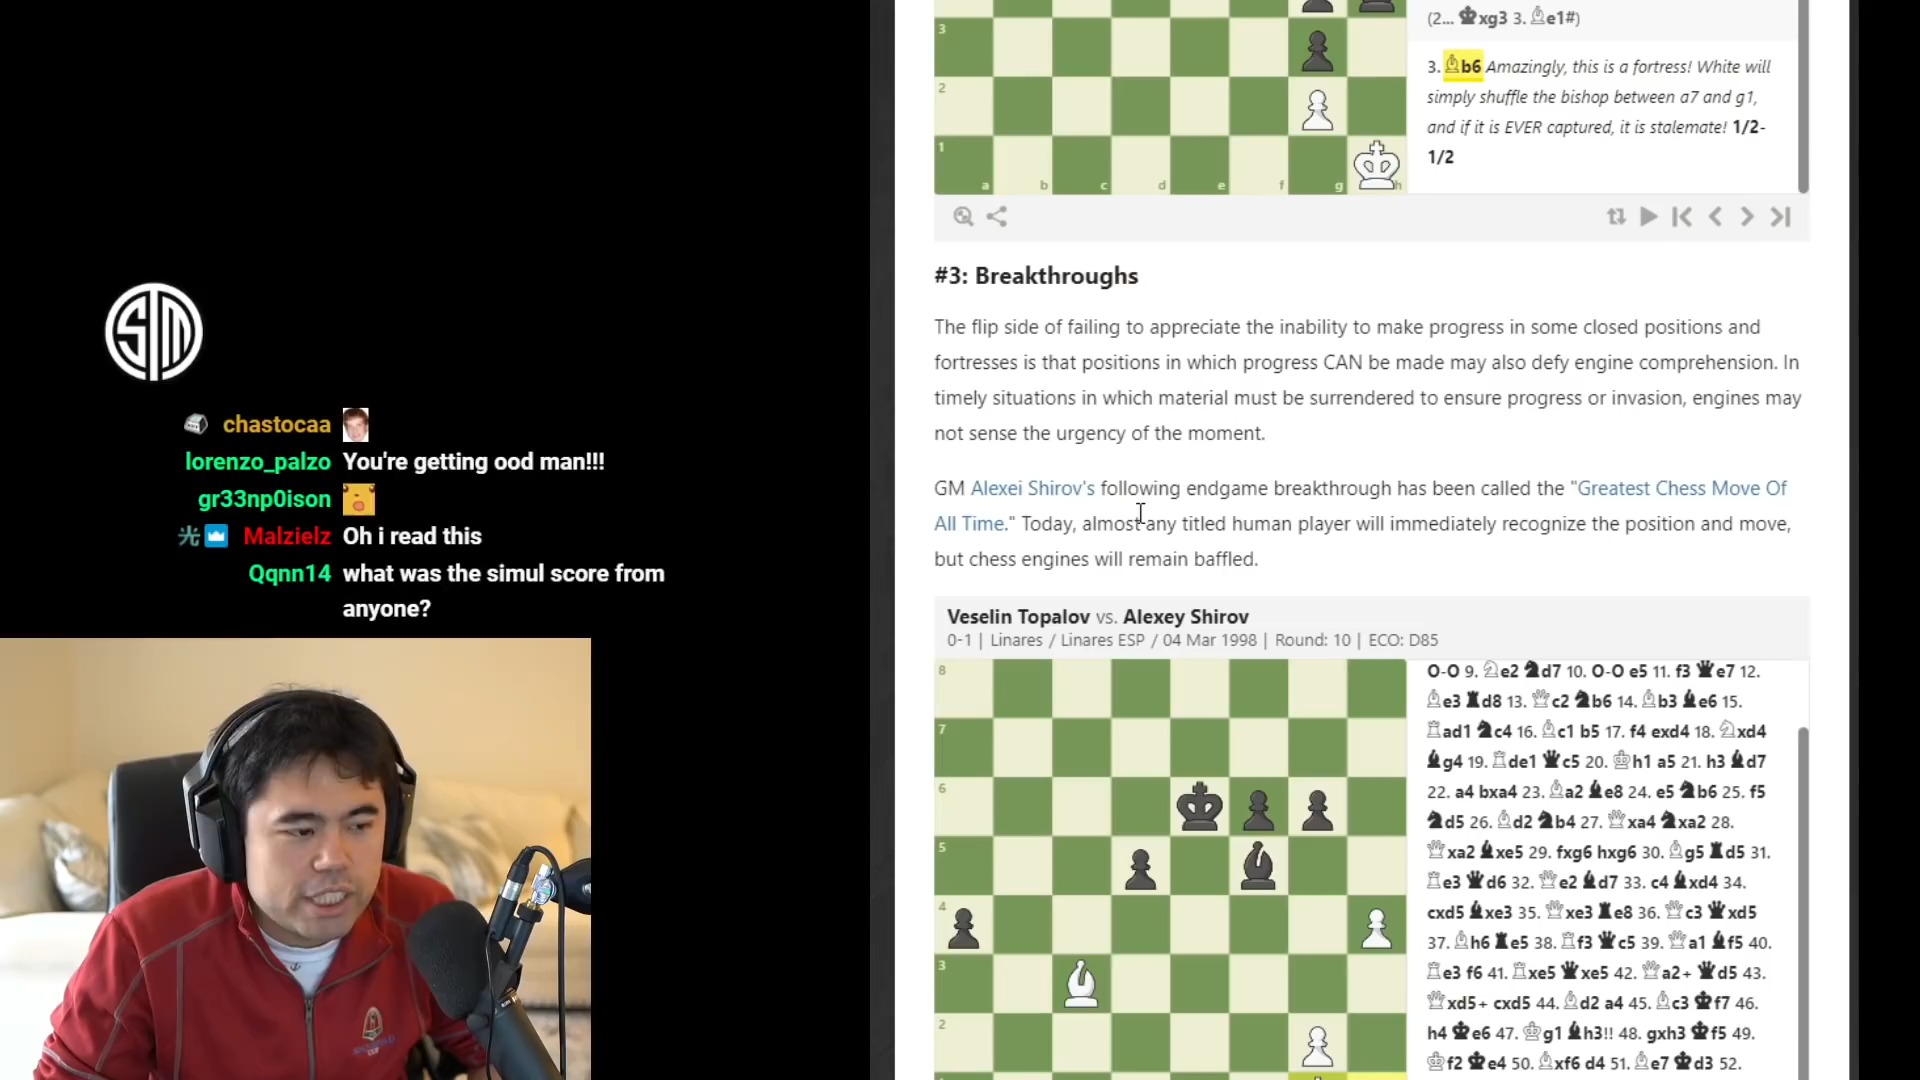 (2... ♚xg3 3. ♗e1#)
3. ♗b6 Amazingly, this is a fortress! White will
simply shuffle the bishop between a7 and g1,
and if it is EVER captured, it is stalemate! 1/2-
1/2
3
2
1
a b c d e f g h
#3: Breakthroughs
The flip side of failing to appreciate the inability to make progress in some closed positions and
fortresses is that positions in which progress CAN be made may also defy engine comprehension. In
timely situations in which material must be surrendered to ensure progress or invasion, engines may
not sense the urgency of the moment.
GM Alexei Shirov's following endgame breakthrough has been called the "Greatest Chess Move Of
All Time." Today, almost any titled human player will immediately recognize the position and move,
but chess engines will remain baffled.
Veselin Topalov vs. Alexey Shirov
0-1 | Linares / Linares ESP / 04 Mar 1998 | Round: 10 | ECO: D85
8
7
6
5
4
3
2
O-O 9. ♘e2 ♞d7 10. O-O e5 11. f3 ♛e7 12.
♗e3 ♜d8 13. ♕c2 ♞b6 14. ♗b3 ♝e6 15.
♖ad1 ♞c4 16. ♗c1 b5 17. f4 exd4 18. ♘xd4
♝g4 19. ♖de1 ♛c5 20. ♔h1 a5 21. h3 ♝d7
22. a4 bxa4 23. ♗a2 ♝e8 24. e5 ♞b6 25. f5
♞d5 26. ♗d2 ♞b4 27. ♕xa4 ♞xa2 28.
♕xa2 ♝xe5 29. fxg6 hxg6 30. ♗g5 ♜d5 31.
♖e3 ♛d6 32. ♕e2 ♝d7 33. c4 ♝xd4 34.
cxd5 ♝xe3 35. ♕xe3 ♜e8 36. ♕c3 ♛xd5
37. ♗h6 ♜e5 38. ♖f3 ♛c5 39. ♕a1 ♝f5 40.
♖e3 f6 41. ♖xe5 ♛xe5 42. ♕a2+ ♛d5 43.
♕xd5+ cxd5 44. ♗d2 a4 45. ♗c3 ♚f7 46.
h4 ♚e6 47. ♔g1 ♝h3!! 48. gxh3 ♚f5 49.
♔f2 ♚e4 50. ♗xf6 d4 51. ♗e7 ♚d3 52.
TSM
chastocaa
lorenzo_palzo You're getting ood man!!!
gr33np0ison
光 Malzielz Oh i read this
Qqnn14 what was the simul score from
anyone?